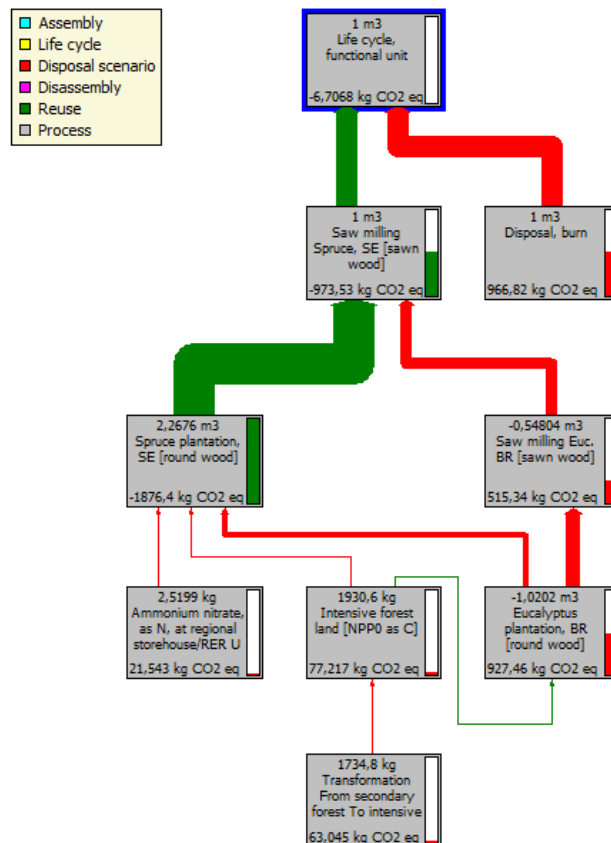 Assembly
Life cycle
Disposal scenario
Disassembly
Reuse
Process
1 m3
Life cycle,
functional unit
-6,7068 kg CO2 eq
1 m3
Saw milling
Spruce, SE [sawn
wood]
-973,53 kg CO2 eq
1 m3
Disposal, burn
966,82 kg CO2 eq
2,2676 m3
Spruce plantation,
SE [round wood]
-1876,4 kg CO2 eq
-0,54804 m3
Saw milling Euc.
BR [sawn wood]
515,34 kg CO2 eq
2,5199 kg
Ammonium nitrate,
as N, at regional
storehouse/RER U
21,543 kg CO2 eq
1930,6 kg
Intensive forest
land [NPP0 as C]
77,217 kg CO2 eq
-1,0202 m3
Eucalyptus
plantation, BR
[round wood]
927,46 kg CO2 eq
1734,8 kg
Transformation
From secondary
forest To intensive
63,045 kg CO2 eq